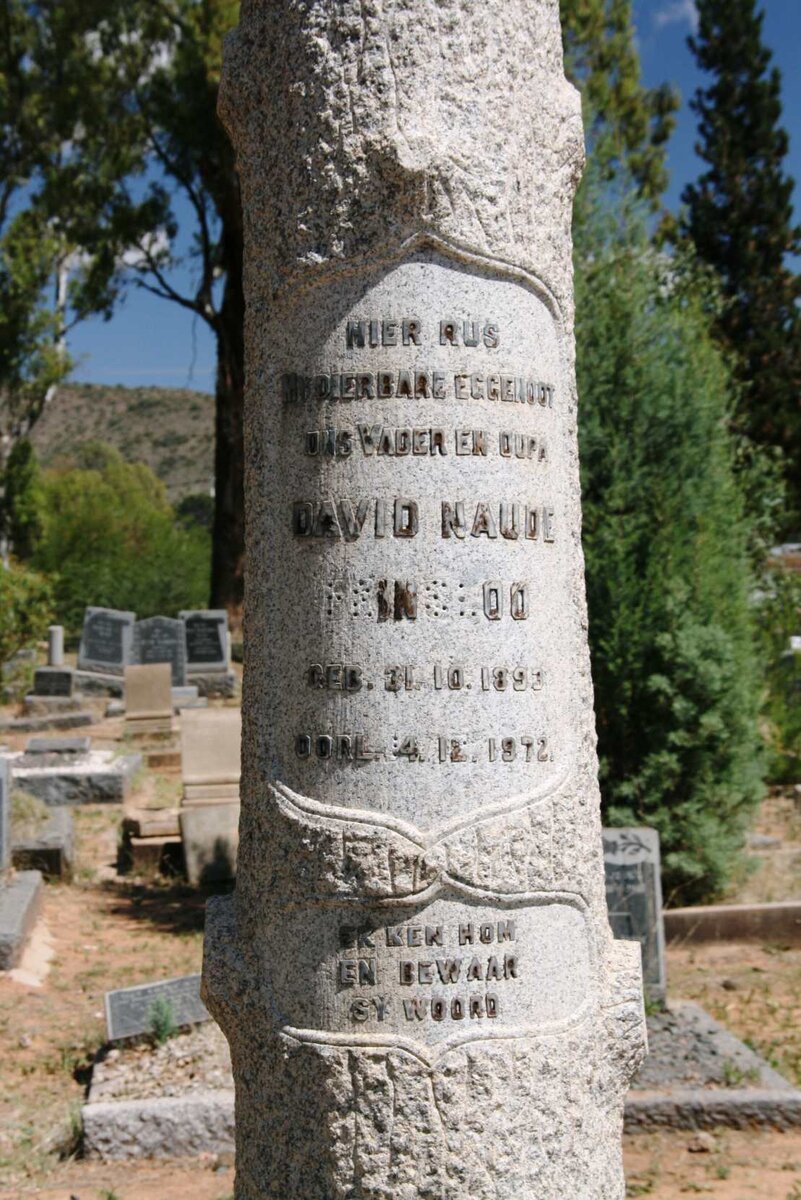 HIER RUS
MY DIERBARE EGGENOOT
ONS VADER EN OUPA
DAVID NAUDE
PRINSLOO
GEB. 31.10.1893
OORL. 4.12.1972.
EK KEN HOM
EN BEWAAR
SY WOORD